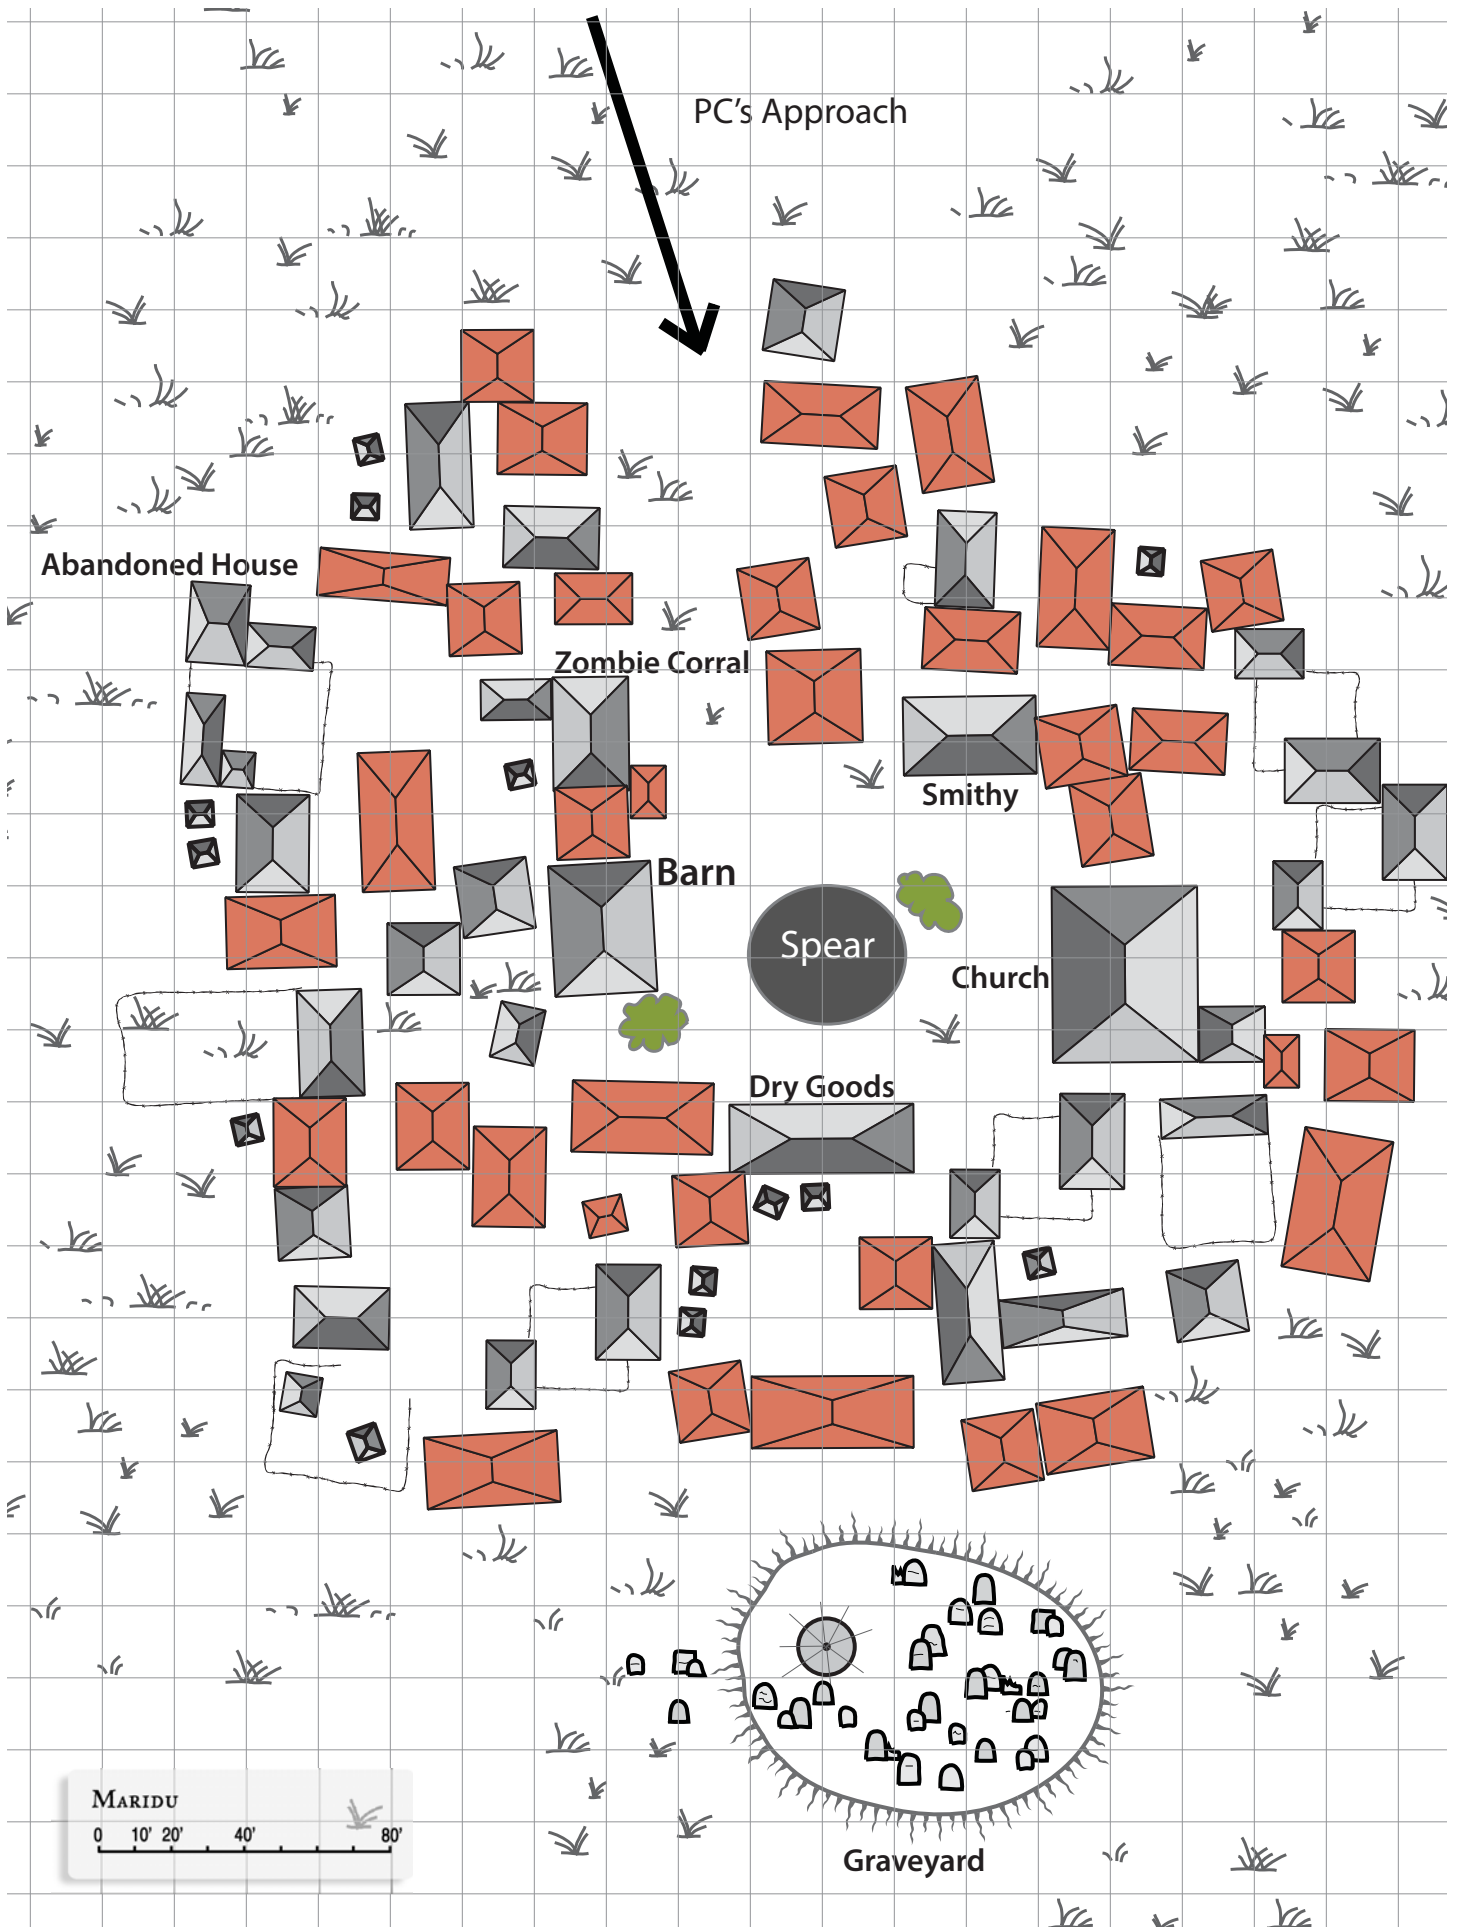 PC's Approach
Abandoned House
Zombie Corral
Smithy
Barn
Spear
Church
Dry Goods
Graveyard
Maridu
0 10' 20' 40' 80'